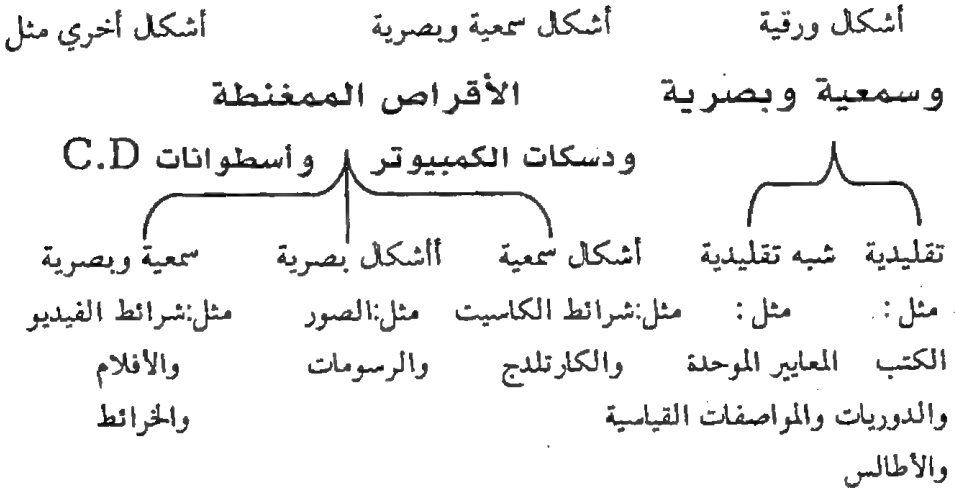 أشكال ورقية أشكال سمعية وبصرية أشكال أخري مثل
وسمعية وبصرية الأقراص الممغنطة
ودسكات الكمبيوتر وأسطوانات C.D
تقليدية شبه تقليدية أشكال سمعية أاشكال بصرية سمعية وبصرية
مثل: مثل: مثل:شرائط الكاسيت مثل:الصور مثل:شرائط الفيديو
الكتب المعايير الموحدة والكارتلدج والرسومات والأفلام
والدوريات والمواصفات القياسية والخرائط
والأطالس